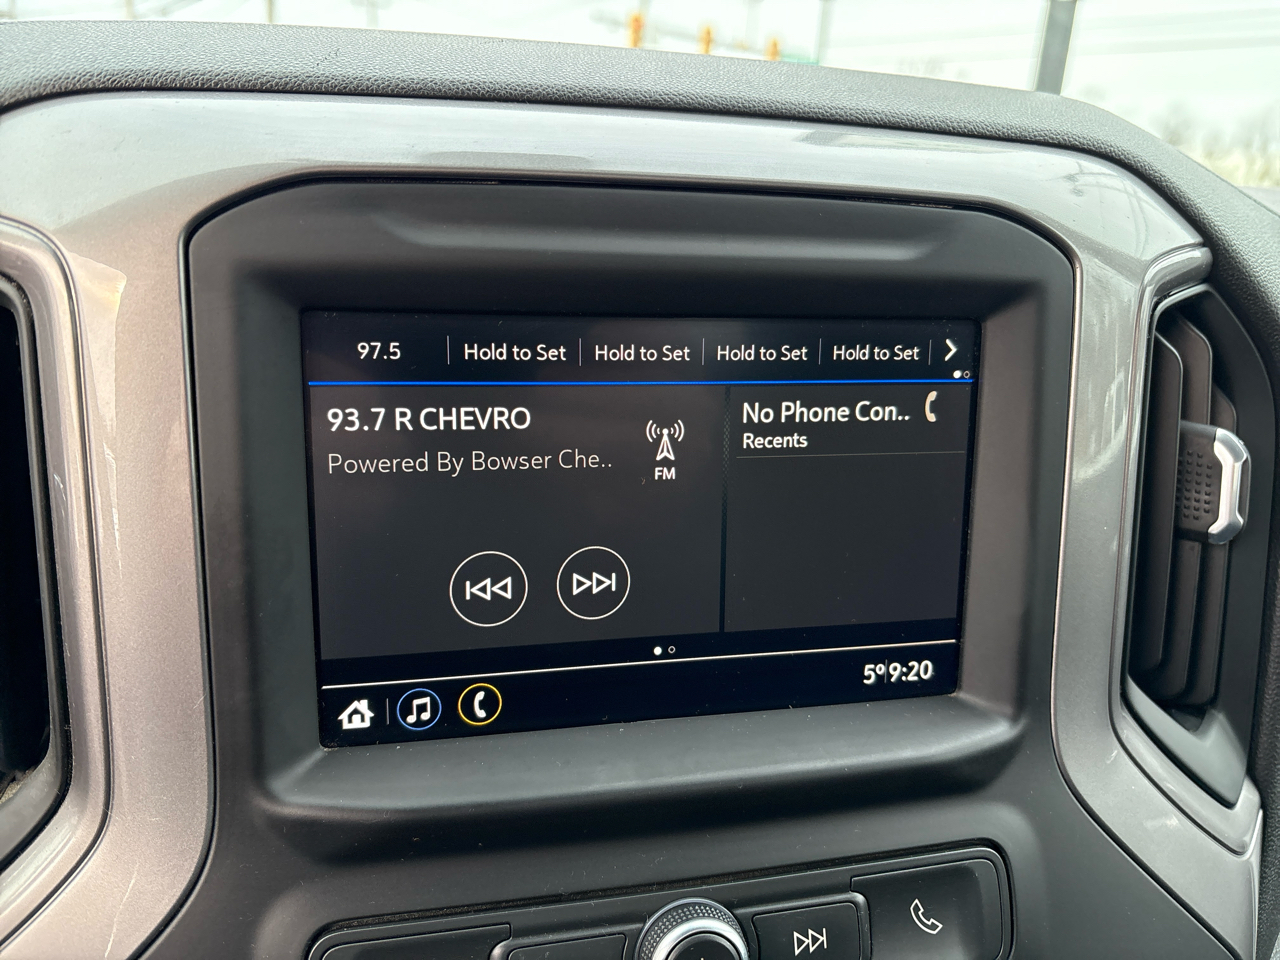 97.5 Hold to Set Hold to Set Hold to Set Hold to Set
93.7 R CHEVRO
Powered By Bowser Che..
FM
No Phone Con..
Recents
5° 9:20